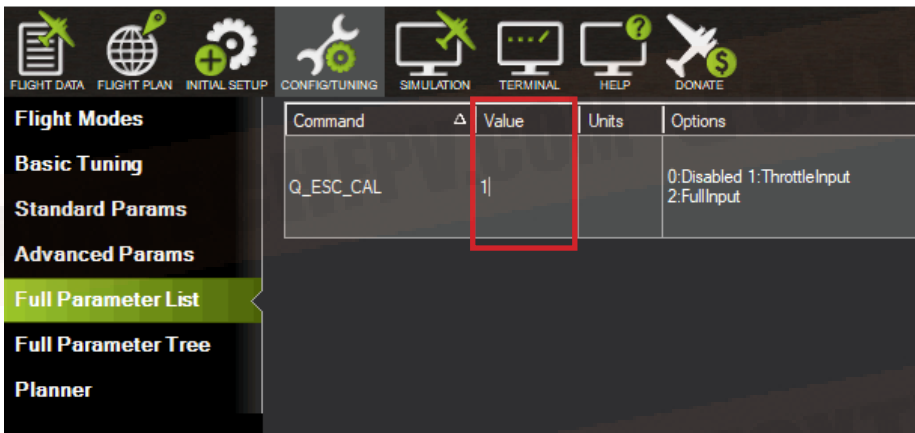 FLIGHT DATA FLIGHT PLAN INITIAL SETUP CONFIG/TUNING SIMULATION TERMINAL HELP DONATE
Flight Modes
Basic Tuning
Standard Params
Advanced Params
Full Parameter List
Full Parameter Tree
Planner
Command Value Units Options
Q_ESC_CAL 1 0:Disabled 1:ThrottleInput
2:FullInput